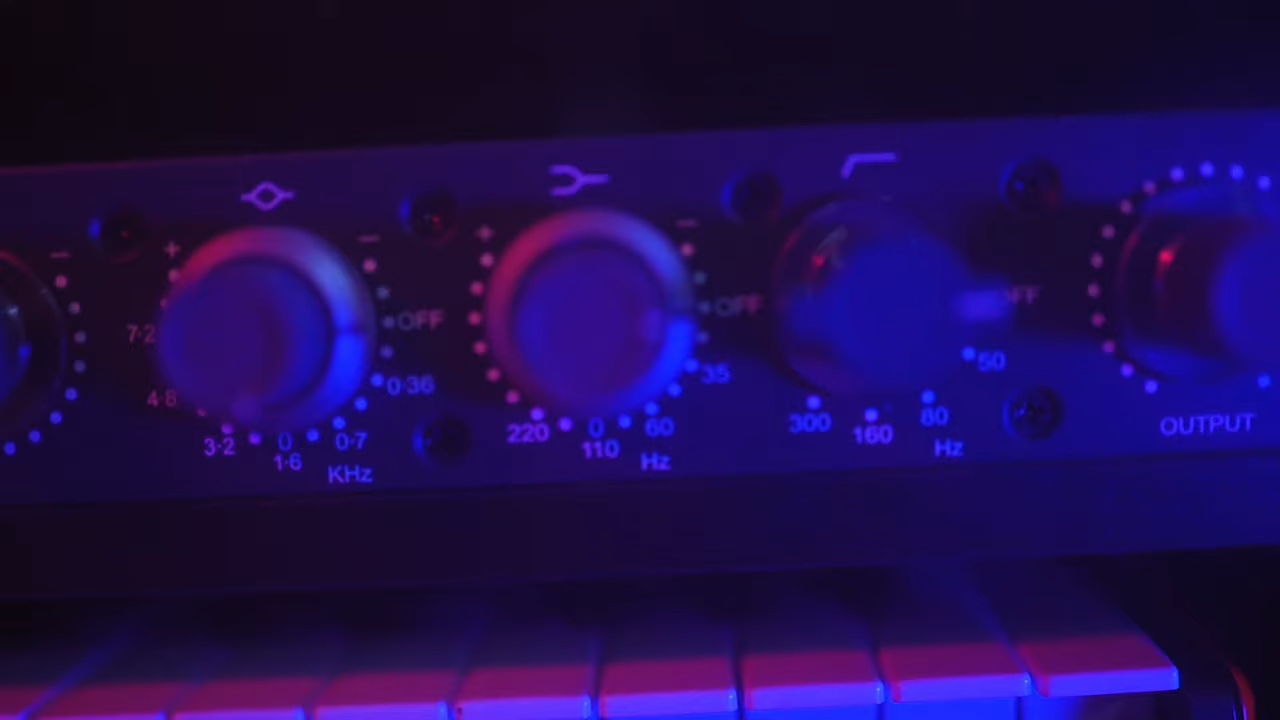 + −
OFF
7·2
0·36
4·8
3·2 0 0·7
1·6
KHz
+ −
OFF
35
220 0 60
110
Hz
50
300 80
160
Hz
OUTPUT